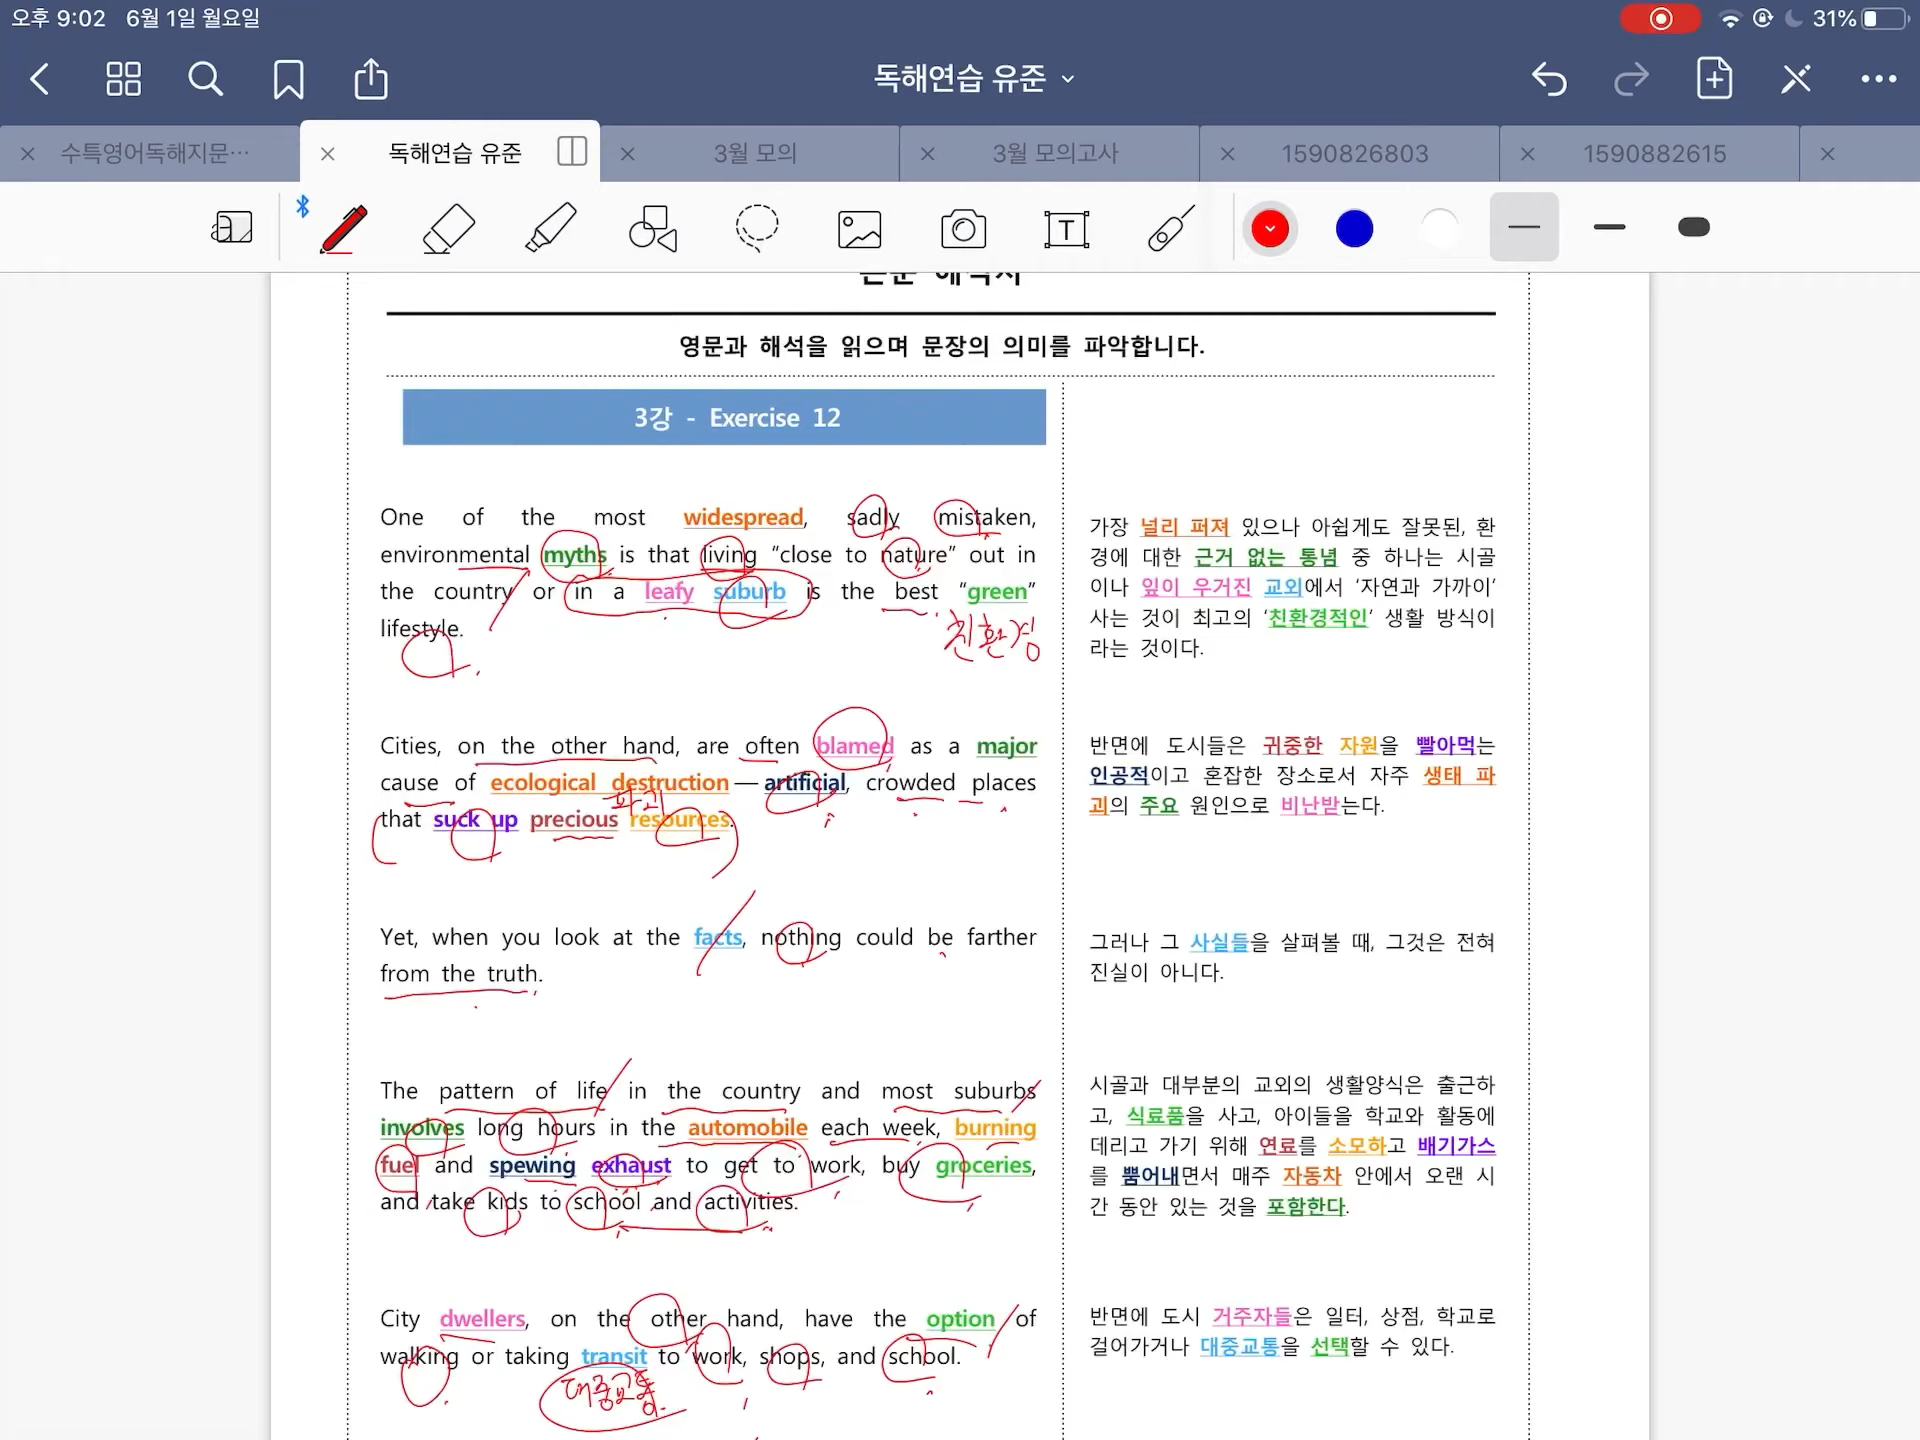 오후 9:02 6월 1일 월요일
31%
독해연습 유준
수특영어독해지문…
독해연습 유준
3월 모의
3월 모의고사
1590826803
1590882615
영문과 해석을 읽으며 문장의 의미를 파악합니다.
3강 - Exercise 12
One of the most widespread, sadly mistaken,
environmental myths is that living “close to nature” out in
the country or in a leafy suburb is the best “green”
lifestyle.
친환경
가장 널리 퍼져 있으나 아쉽게도 잘못된, 환
경에 대한 근거 없는 통념 중 하나는 시골
이나 잎이 우거진 교외에서 ‘자연과 가까이’
사는 것이 최고의 ‘친환경적인’ 생활 방식이
라는 것이다.
Cities, on the other hand, are often blamed as a major
cause of ecological destruction — artificial, crowded places
파괴
that suck up precious resources.
반면에 도시들은 귀중한 자원을 빨아먹는
인공적이고 혼잡한 장소로서 자주 생태 파
괴의 주요 원인으로 비난받는다.
Yet, when you look at the facts, nothing could be farther
from the truth.
그러나 그 사실들을 살펴볼 때, 그것은 전혀
진실이 아니다.
The pattern of life in the country and most suburbs
involves long hours in the automobile each week, burning
fuel and spewing exhaust to get to work, buy groceries,
and take kids to school and activities.
시골과 대부분의 교외의 생활양식은 출근하
고, 식료품을 사고, 아이들을 학교와 활동에
데리고 가기 위해 연료를 소모하고 배기가스
를 뿜어내면서 매주 자동차 안에서 오랜 시
간 동안 있는 것을 포함한다.
City dwellers, on the other hand, have the option of
walking or taking transit to work, shops, and school.
대중교통
반면에 도시 거주자들은 일터, 상점, 학교로
걸어가거나 대중교통을 선택할 수 있다.